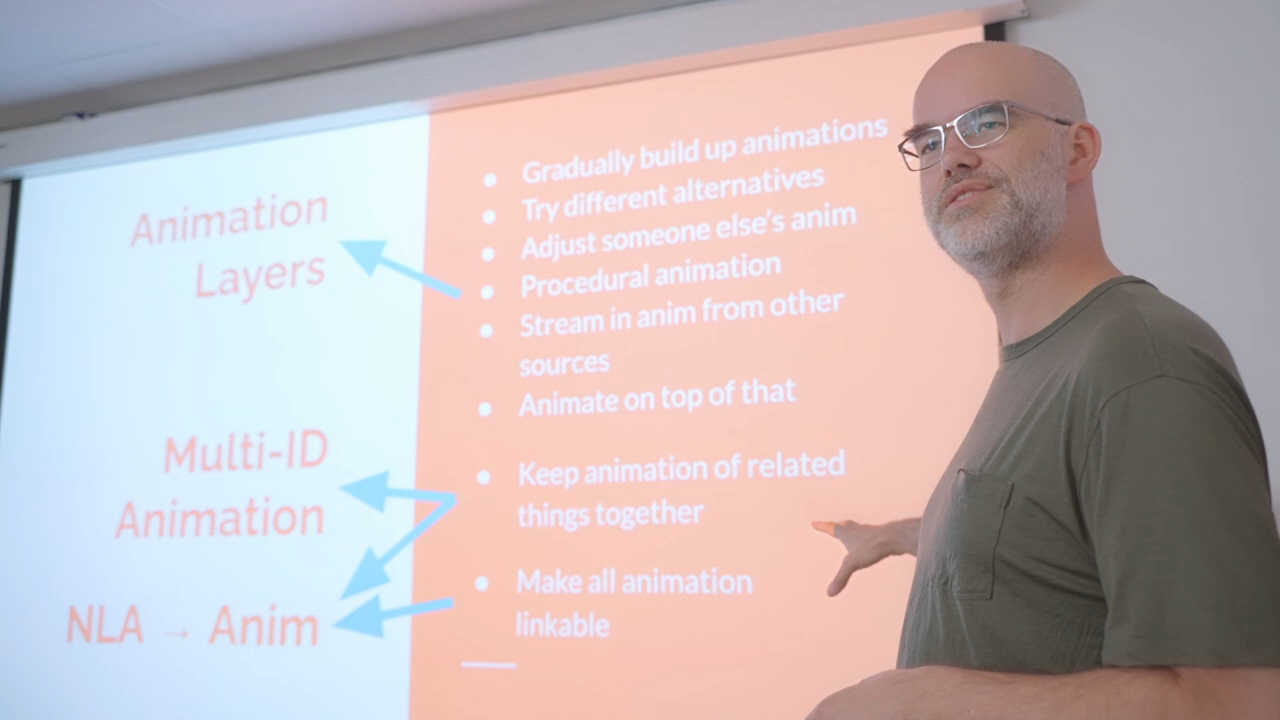 Animation
Layers
Multi-ID
Animation
NLA → Anim
Gradually build up animations
Try different alternatives
Adjust someone else's anim
Procedural animation
Stream in anim from other
sources
Animate on top of that
Keep animation of related
things together
Make all animation
linkable